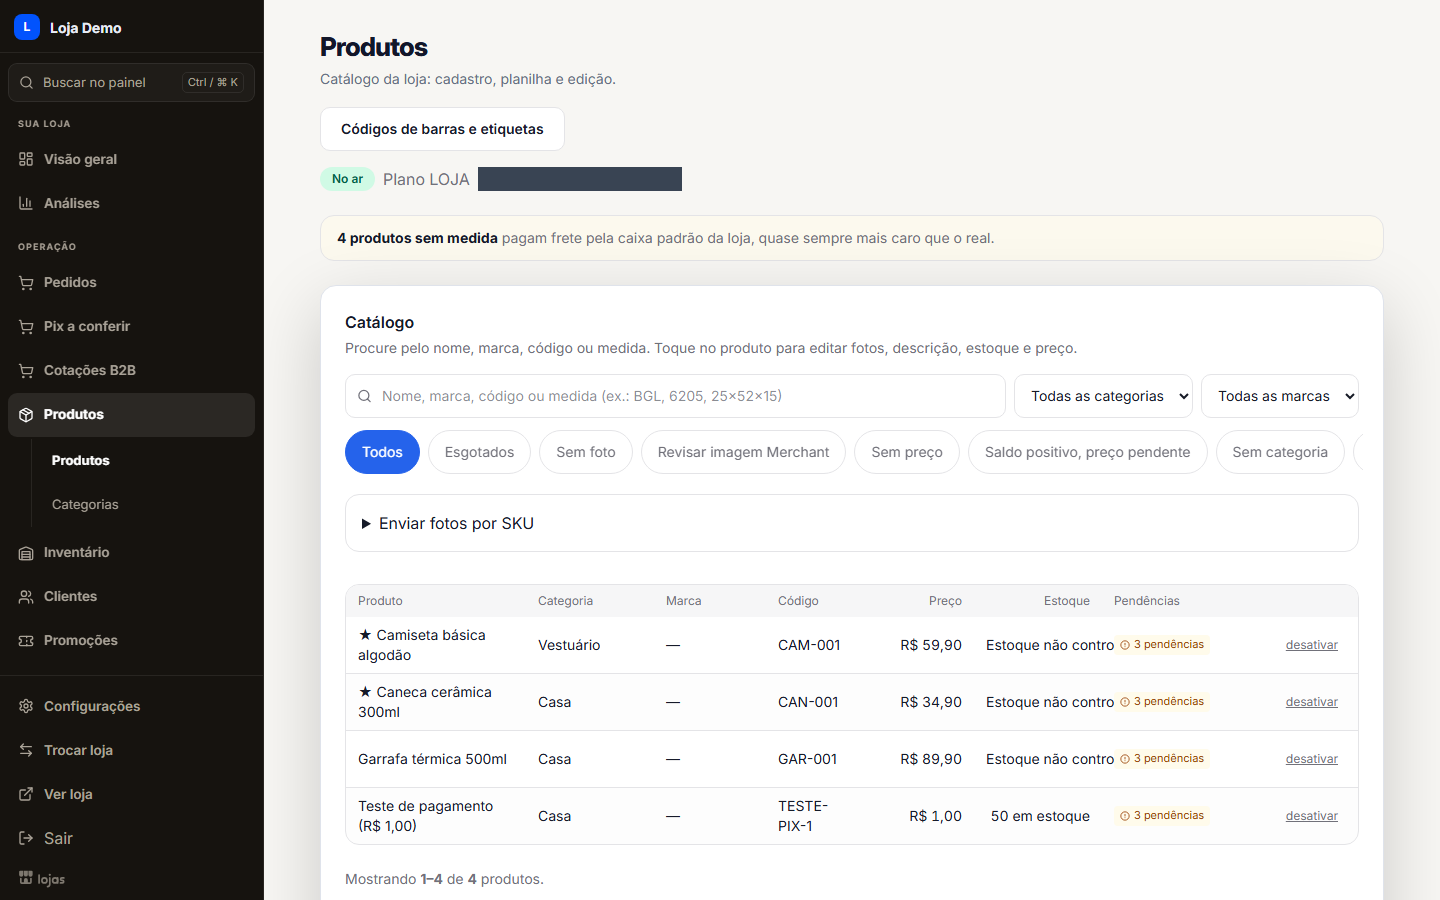 L Loja Demo
Buscar no painel Ctrl / ⌘ K
SUA LOJA
Visão geral
Análises
OPERAÇÃO
Pedidos
Pix a conferir
Cotações B2B
Produtos
Produtos
Categorias
Inventário
Clientes
Promoções
Configurações
Trocar loja
Ver loja
Sair
lojas
Produtos
Catálogo da loja: cadastro, planilha e edição.
Códigos de barras e etiquetas
No ar Plano LOJA
4 produtos sem medida pagam frete pela caixa padrão da loja, quase sempre mais caro que o real.
Catálogo
Procure pelo nome, marca, código ou medida. Toque no produto para editar fotos, descrição, estoque e preço.
Nome, marca, código ou medida (ex.: BGL, 6205, 25×52×15) Todas as categorias Todas as marcas
Todos Esgotados Sem foto Revisar imagem Merchant Sem preço Saldo positivo, preço pendente Sem categoria
▶ Enviar fotos por SKU
Produto Categoria Marca Código Preço Estoque Pendências
★ Camiseta básica
algodão Vestuário — CAM-001 R$ 59,90 Estoque não contro 3 pendências desativar
★ Caneca cerâmica
300ml Casa — CAN-001 R$ 34,90 Estoque não contro 3 pendências desativar
Garrafa térmica 500ml Casa — GAR-001 R$ 89,90 Estoque não contro 3 pendências desativar
Teste de pagamento
(R$ 1,00) Casa — TESTE-
PIX-1 R$ 1,00 50 em estoque 3 pendências desativar
Mostrando 1–4 de 4 produtos.